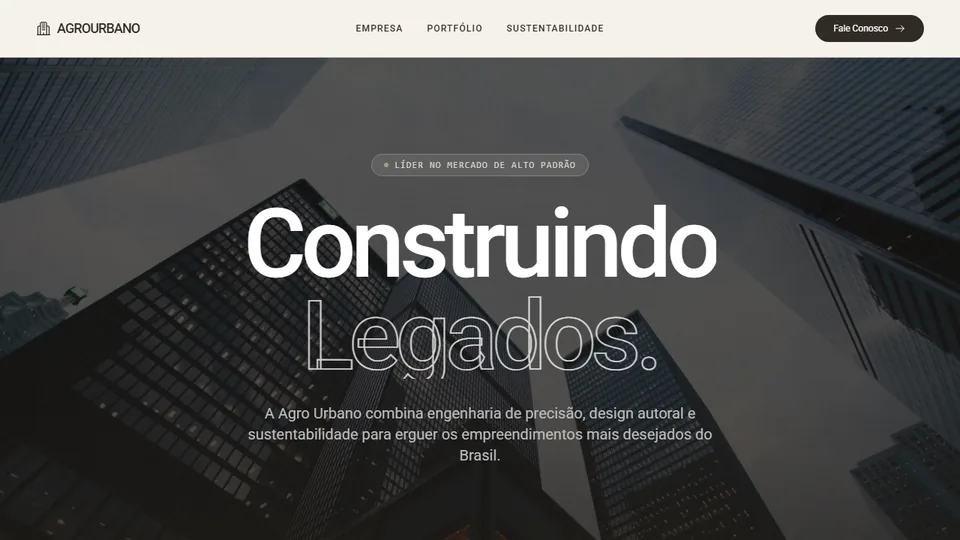 AGROURBANO
EMPRESA PORTFÓLIO SUSTENTABILIDADE
Fale Conosco →
LÍDER NO MERCADO DE ALTO PADRÃO
Construindo
Legados.
A Agro Urbano combina engenharia de precisão, design autoral e
sustentabilidade para erguer os empreendimentos mais desejados do
Brasil.